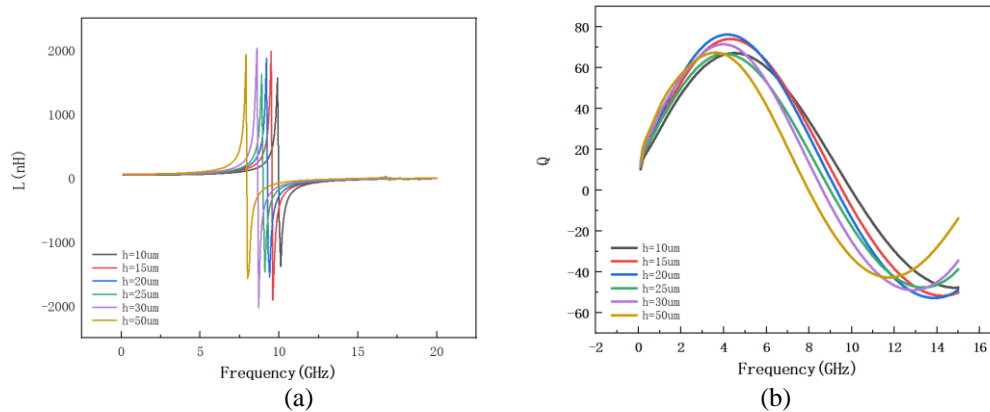 2000
1000
0
-1000
-2000
L(nH)
h=10um
h=15um
h=20um
h=25um
h=30um
h=50um
0
5
10
15
20
25
Frequency(GHz)
(a)
80
60
40
20
0
-20
-40
-60
Q
h=10um
h=15um
h=20um
h=25um
h=30um
h=50um
-2
0
2
4
6
8
10
12
14
16
Frequency(GHz)
(b)